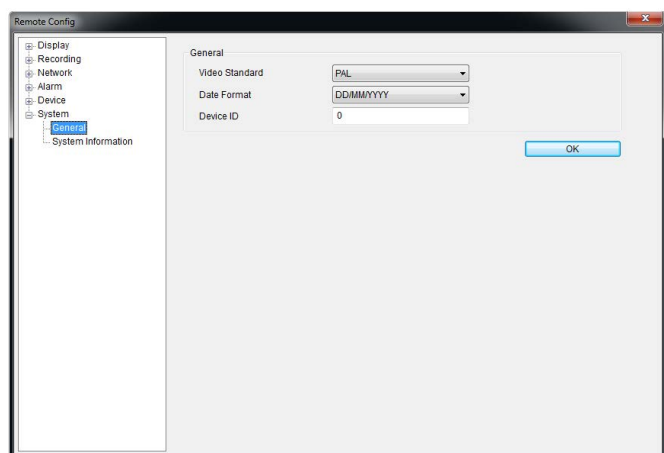 Remote Config
Display
Recording
Network
Alarm
Device
System
General
System Information
General
Video Standard PAL
Date Format DD/MM/YYYY
Device ID 0
OK